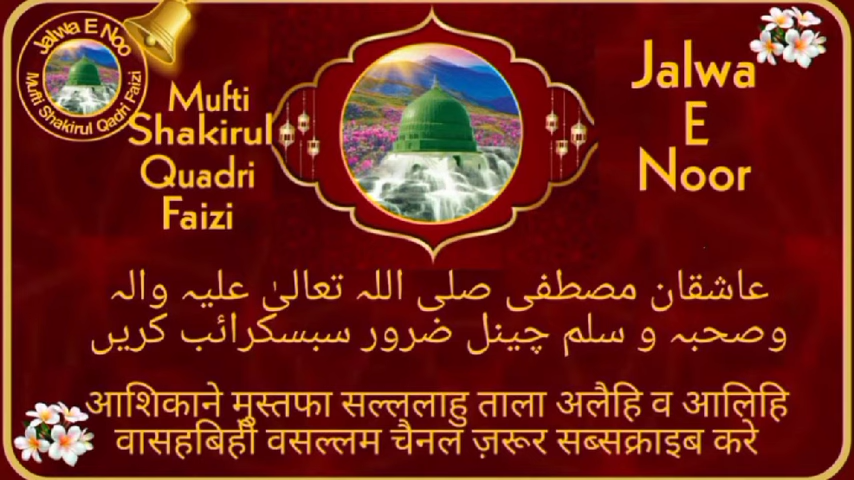 Jalwa E Noo
Mufti Shakirul Qadri Faizi
Mufti
Shakirul
Quadri
Faizi
Jalwa
E
Noor
عاشقان مصطفی صلی اللہ تعالیٰ علیہ والہ
وصحبہ و سلم چینل ضرور سبسکرائب کریں
आशिकाने मुस्तफा सल्ललाहु ताला अलैहि व आलिहि
वासहबिही वसल्लम चैनल ज़रूर सब्सक्राइब करे